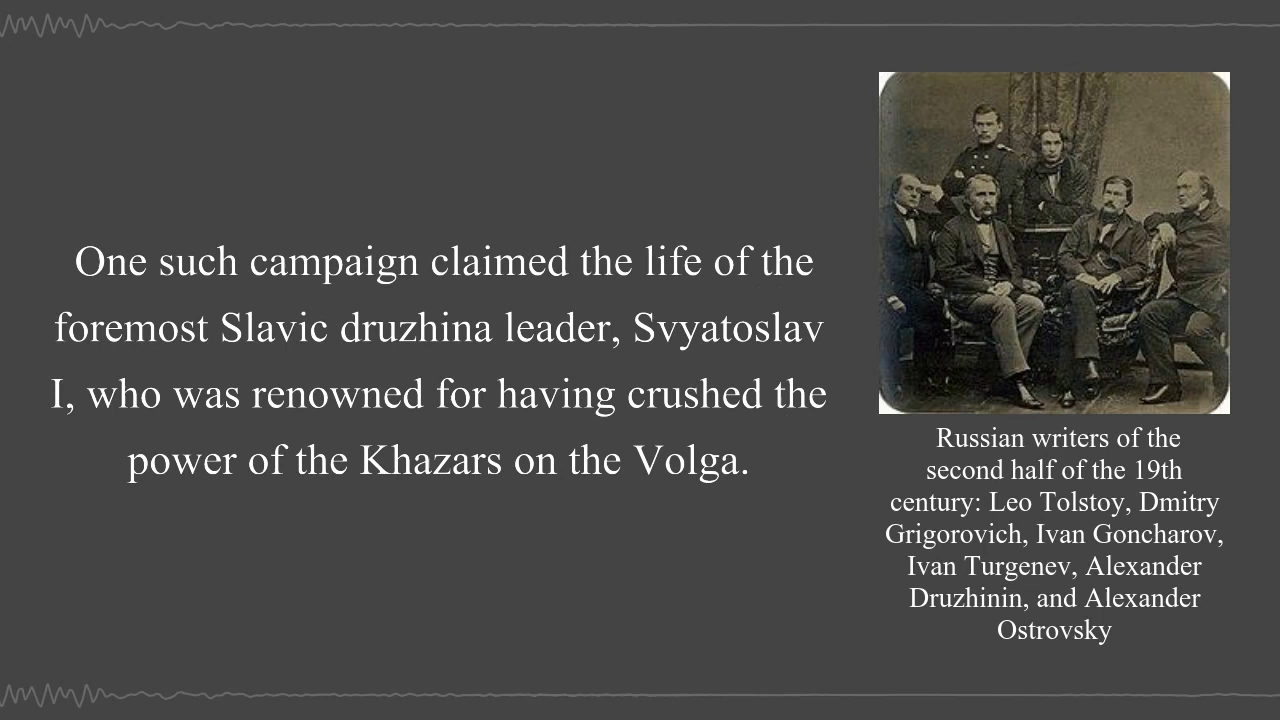 One such campaign claimed the life of the
foremost Slavic druzhina leader, Svyatoslav
I, who was renowned for having crushed the
power of the Khazars on the Volga.
Russian writers of the
second half of the 19th
century: Leo Tolstoy, Dmitry
Grigorovich, Ivan Goncharov,
Ivan Turgenev, Alexander
Druzhinin, and Alexander
Ostrovsky